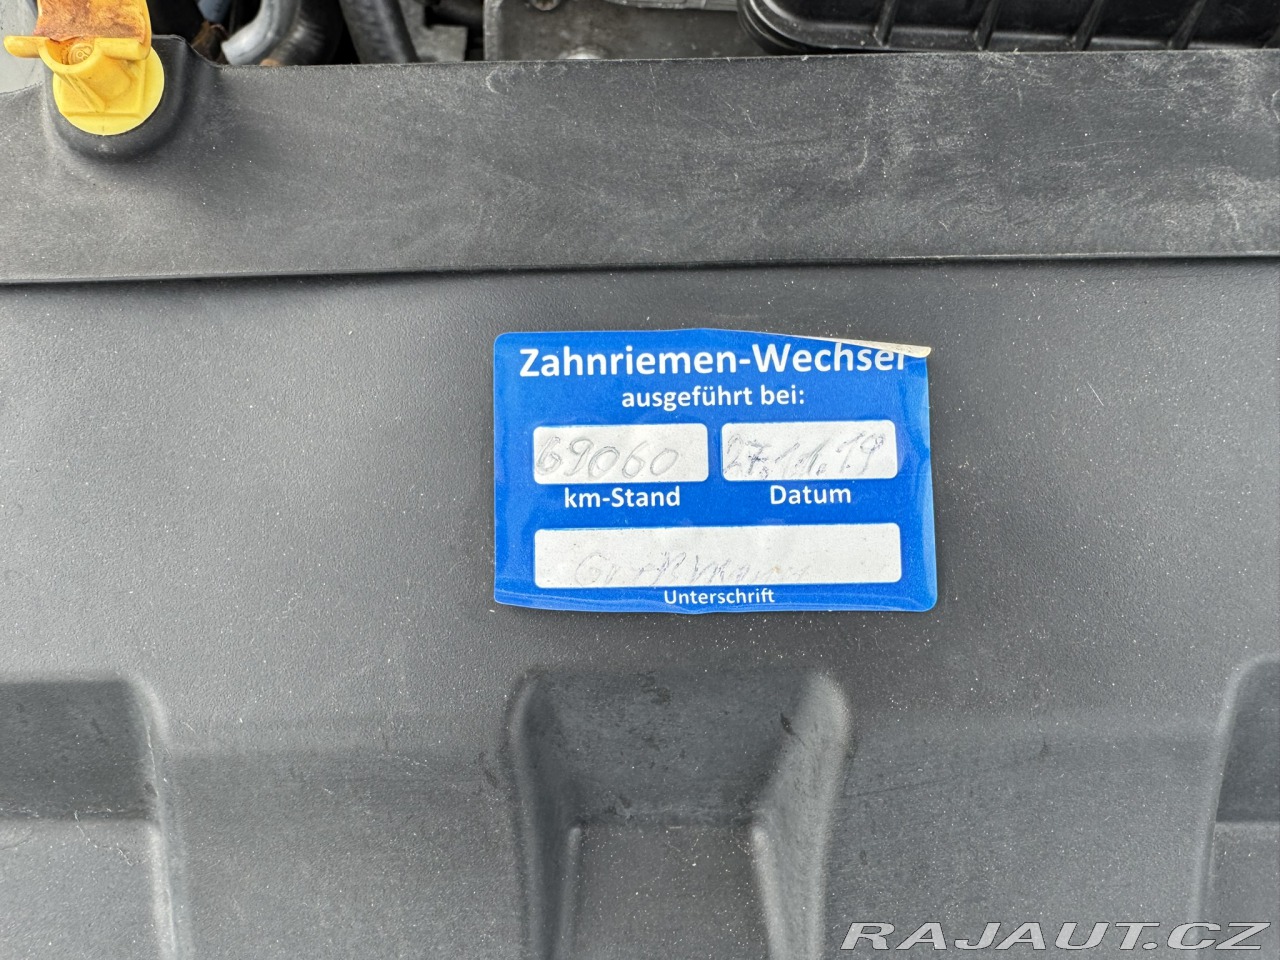 Zahnriemen-Wechsel
ausgeführt bei:
69060 27.11.19
km-Stand Datum
Unterschrift
RAJAUT.CZ